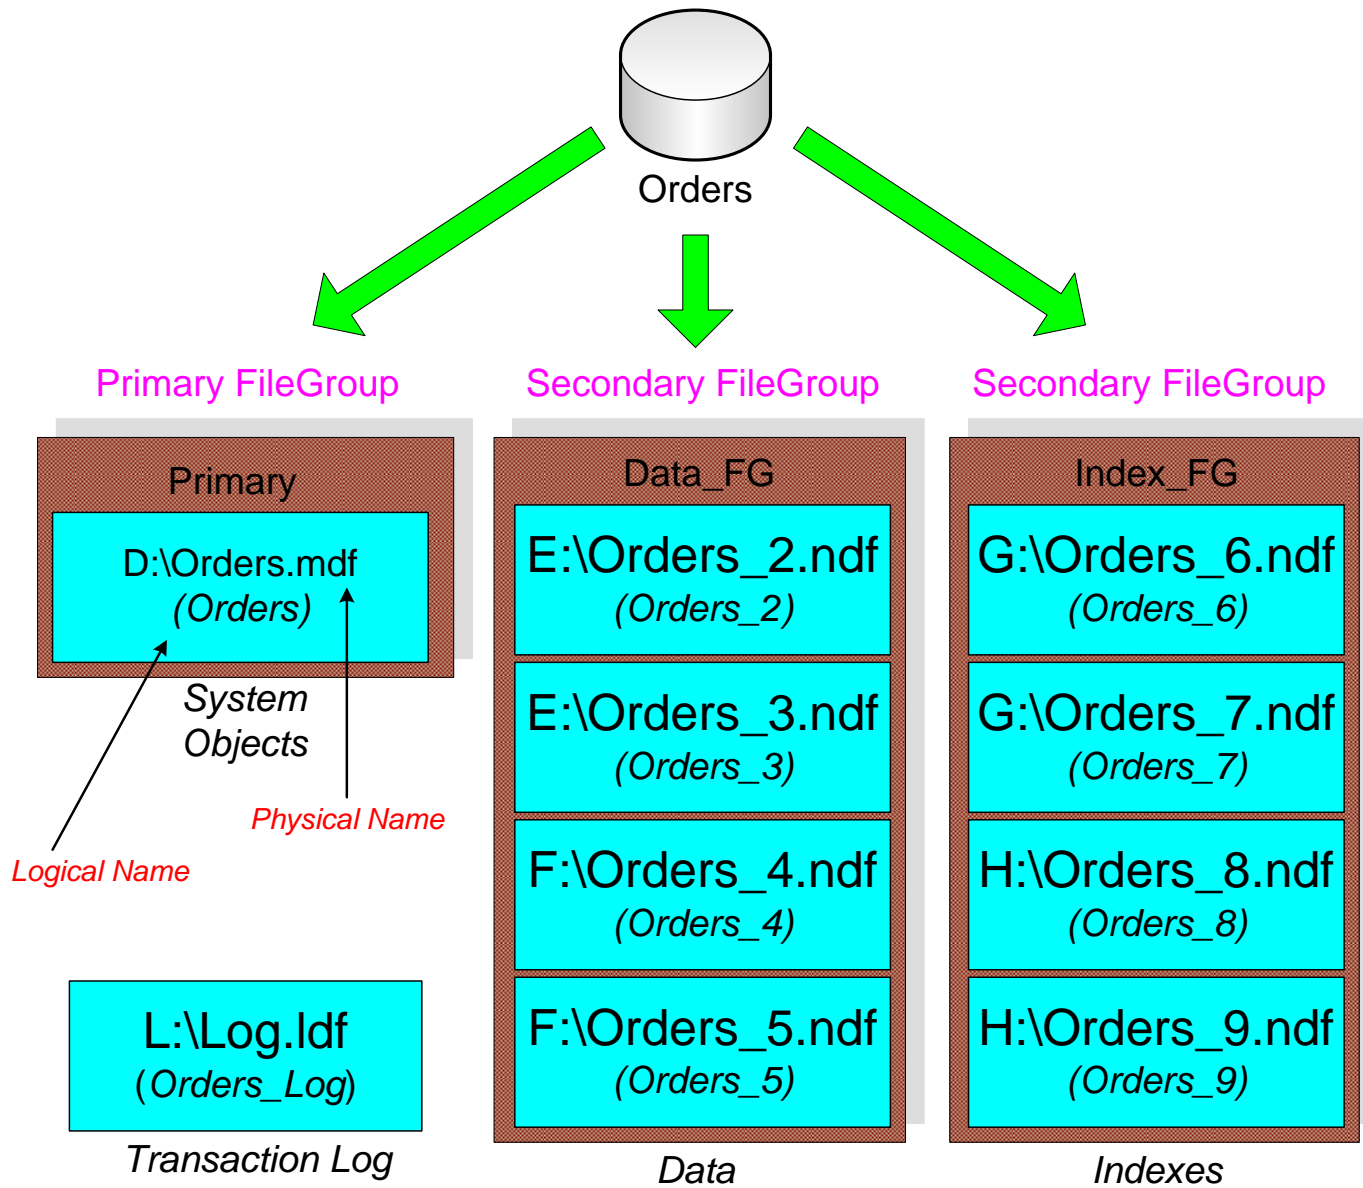 Orders
Primary FileGroup
Primary
D:\Orders.mdf
(Orders)
System
Objects
Physical Name
Logical Name
L:\Log.ldf
(Orders_Log)
Transaction Log
Secondary FileGroup
Data_FG
E:\Orders_2.ndf
(Orders_2)
E:\Orders_3.ndf
(Orders_3)
F:\Orders_4.ndf
(Orders_4)
F:\Orders_5.ndf
(Orders_5)
Data
Secondary FileGroup
Index_FG
G:\Orders_6.ndf
(Orders_6)
G:\Orders_7.ndf
(Orders_7)
H:\Orders_8.ndf
(Orders_8)
H:\Orders_9.ndf
(Orders_9)
Indexes